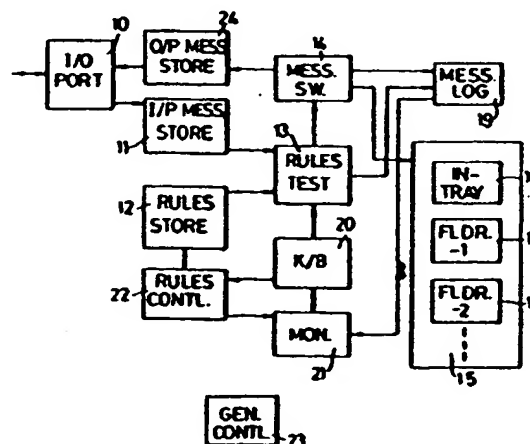 10
I/O
PORT
24
O/P MESS
STORE
14
MESS.
SW.
MESS.
LOG
19
11
I/P MESS
STORE
13
RULES
TEST
IN-
TRAY
12
RULES
STORE
20
K/B
FLDR.
-1
22
RULES
CONTL.
MON.
21
FLDR.
-2
15
GEN.
CONTL.
23